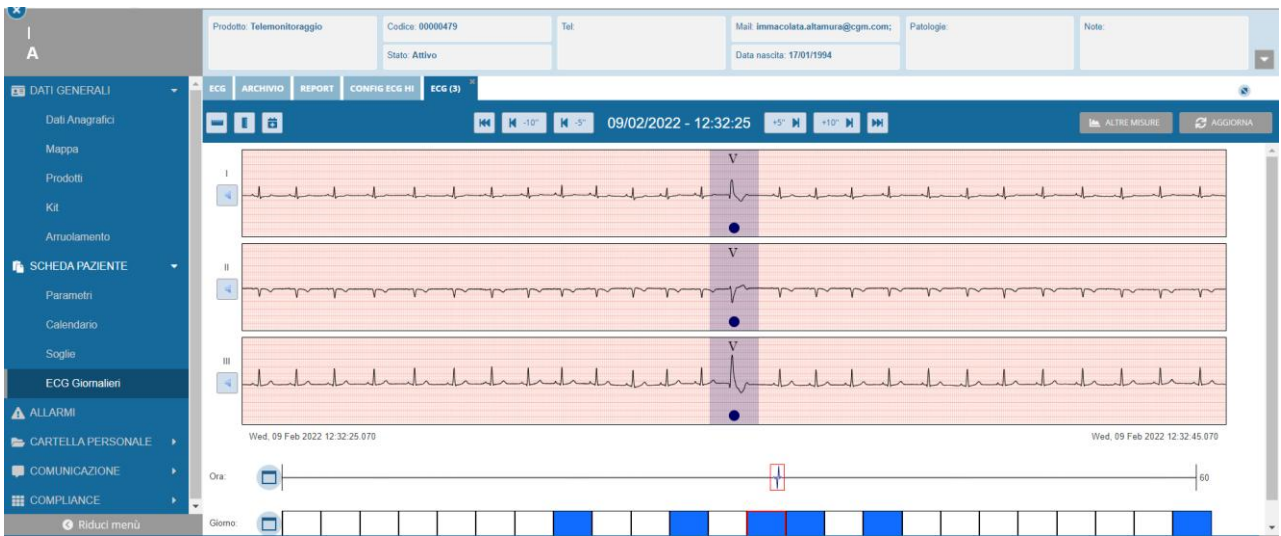 I
A
Prodotto: Telemonitoraggio
Codice: 00000479
Tel:
Mail: immacolata.altamura@cgm.com;
Patologie:
Note:
Stato: Attivo
Data nascita: 17/01/1994
DATI GENERALI
Dati Anagrafici
Mappa
Prodotti
Kit
Arruolamento
SCHEDA PAZIENTE
Parametri
Calendario
Soglie
ECG Giornalieri
ALLARMI
CARTELLA PERSONALE
COMUNICAZIONE
COMPLIANCE
Riduci menù
ECG ARCHIVIO REPORT CONFIG ECG HI ECG (3)
-10" -5" 09/02/2022 - 12:32:25 +5" +10" ALTRE MISURE AGGIORNA
V
I
V
II
V
III
Wed, 09 Feb 2022 12:32:25.070 Wed, 09 Feb 2022 12:32:45.070
Ora: 60
Giorno: